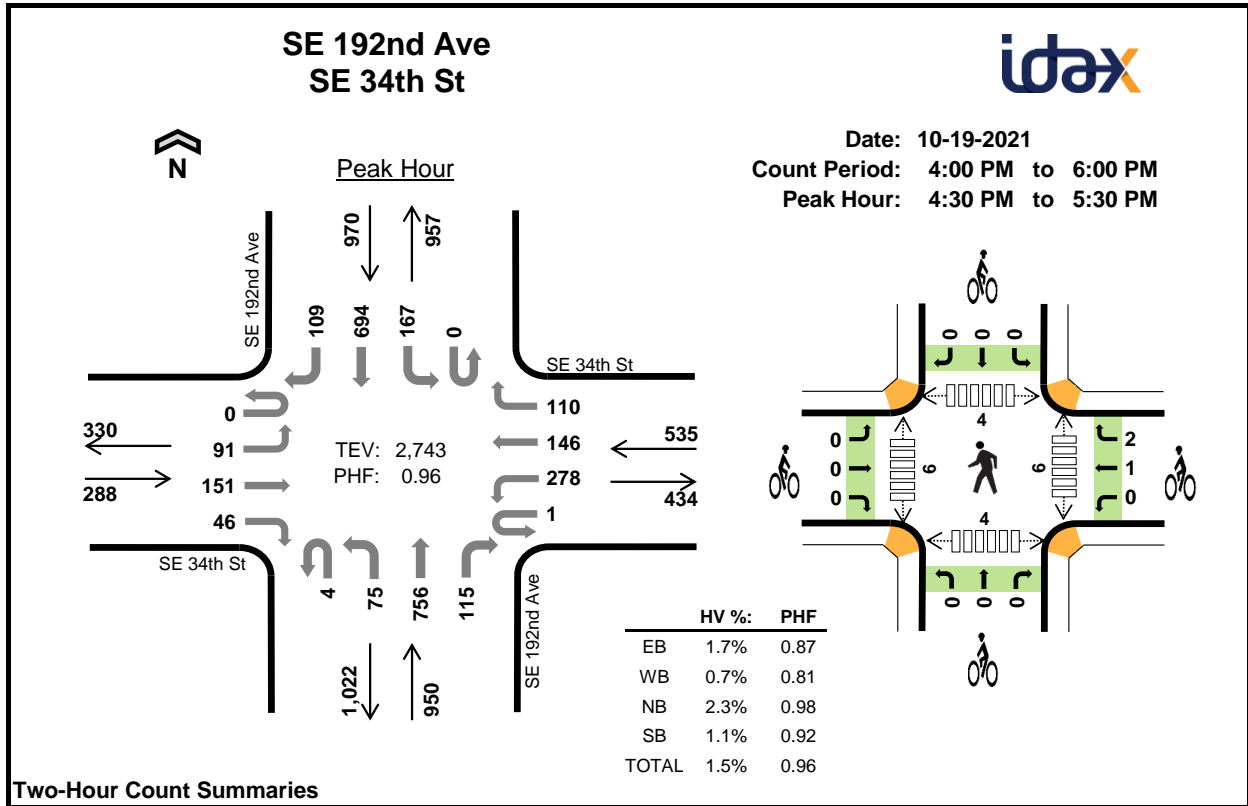 SE 192nd Ave
SE 34th St
idax
N
Peak Hour
Date: 10-19-2021
Count Period: 4:00 PM to 6:00 PM
Peak Hour: 4:30 PM to 5:30 PM
970
957
SE 192nd Ave
109
694
167
0
SE 34th St
0
91
151
46
330
288
TEV: 2,743
PHF: 0.96
110
146
278
1
535
434
SE 34th St
4
75
756
115
SE 192nd Ave
1,022
950
0 0 0
4
0
0
0
2
1
0
4
0 0 0
HV %: PHF
EB 1.7% 0.87
WB 0.7% 0.81
NB 2.3% 0.98
SB 1.1% 0.92
TOTAL 1.5% 0.96
Two-Hour Count Summaries